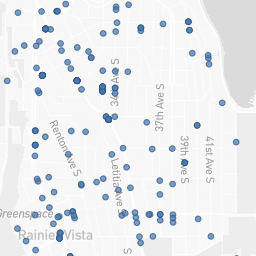 36th Ave S
37th Ave S
Renton Ave S
39th Ave S
41st Ave S
Letitia Ave S
Greenspace
Rainier Vista
S